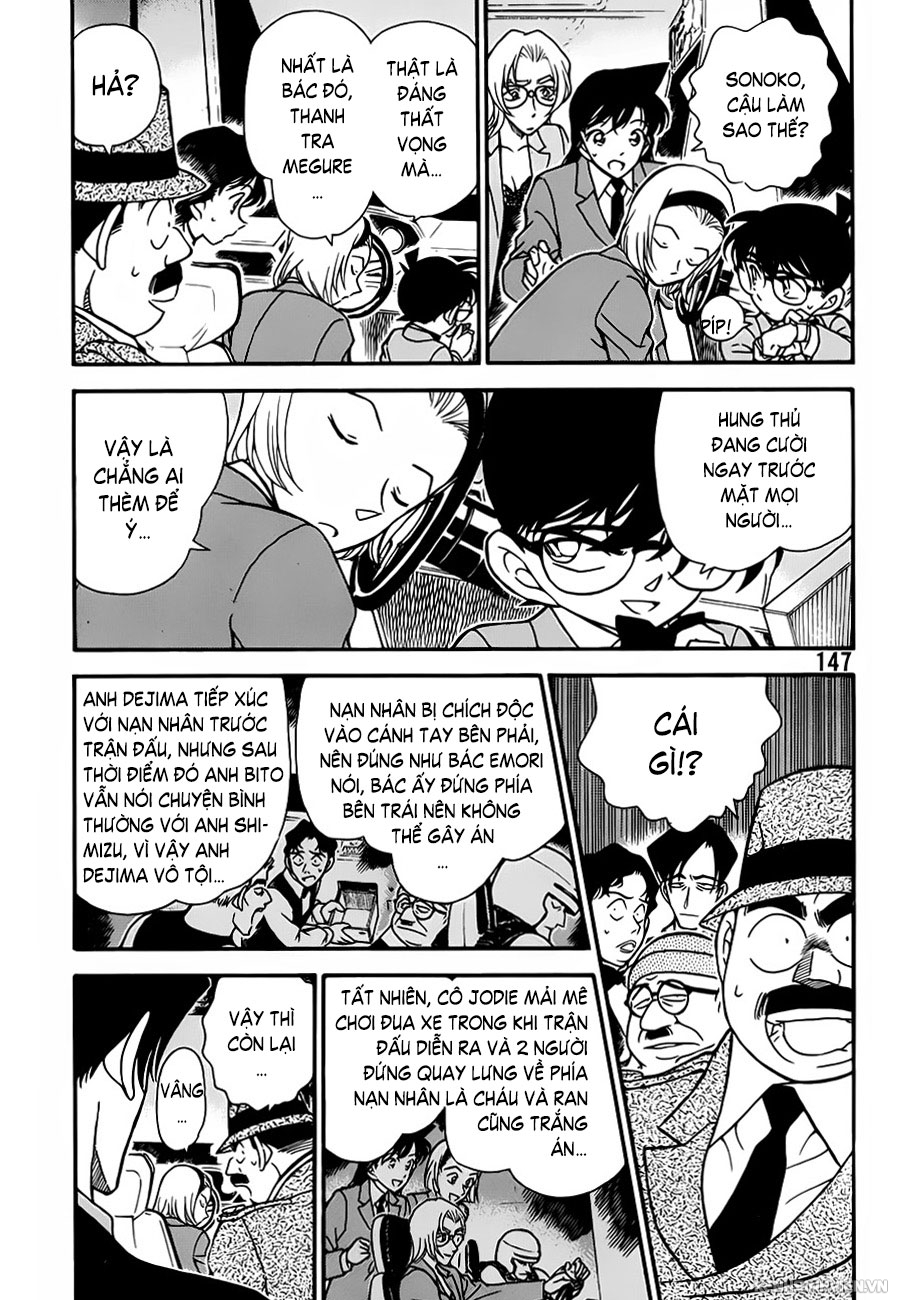 SONOKO,
CẬU LÀM
SAO THẾ?
PÍP!
THẬT LÀ
ĐÁNG
THẤT
VỌNG
MÀ...
NHẤT LÀ
BÁC ĐÓ,
THANH
TRA
MEGURE
...
HẢ?
HUNG THỦ
ĐANG CƯỜI
NGAY TRƯỚC
MẶT MỌI
NGƯỜI...
VẬY LÀ
CHẲNG AI
THÈM ĐỂ
Ý...
147
CÁI
GÌ!?
NẠN NHÂN BỊ CHÍCH ĐỘC
VÀO CÁNH TAY BÊN PHẢI,
NÊN ĐÚNG NHƯ BÁC EMORI
NÓI, BÁC ẤY ĐỨNG PHÍA
BÊN TRÁI NÊN KHÔNG
THỂ GÂY ÁN
...
ANH DEJIMA TIẾP XÚC
VỚI NẠN NHÂN TRƯỚC
TRẬN ĐẤU, NHƯNG SAU
THỜI ĐIỂM ĐÓ ANH BITO
VẪN NÓI CHUYỆN BÌNH
THƯỜNG VỚI ANH SHI-
MIZU, VÌ VẬY ANH
DEJIMA VÔ TỘI...
TẤT NHIÊN, CÔ JODIE MẢI MÊ
CHƠI ĐUA XE TRONG KHI TRẬN
ĐẤU DIỄN RA VÀ 2 NGƯỜI
ĐỨNG QUAY LƯNG VỀ PHÍA
NẠN NHÂN LÀ CHÁU VÀ RAN
CŨNG TRẮNG
ÁN...
VẬY THÌ
CÒN LẠI
...
VÂNG
...